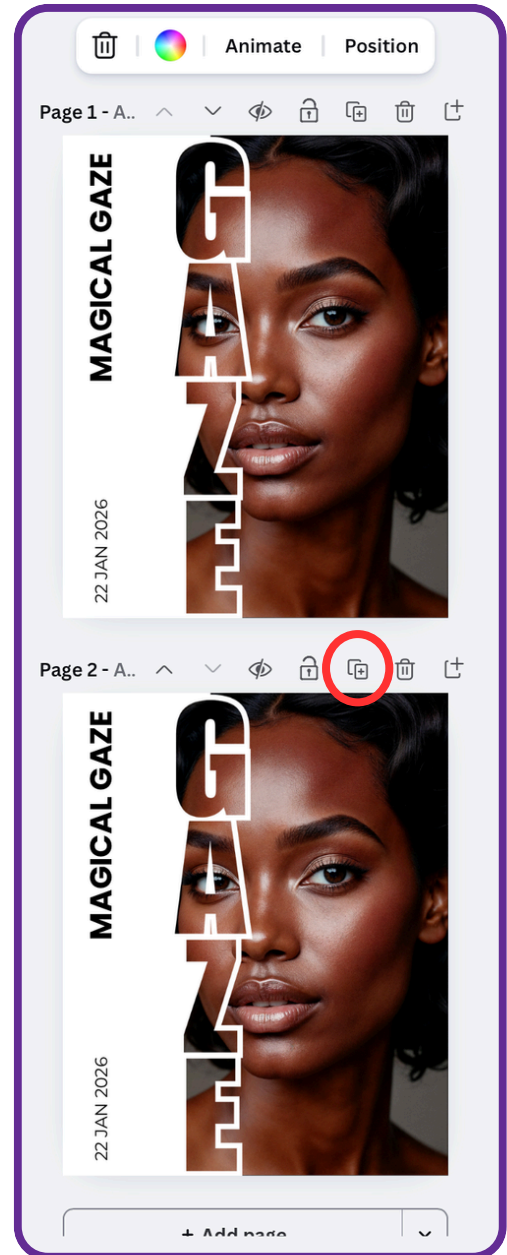 Animate
Position
Page 1 - A..
MAGICAL GAZE
22 JAN 2026
GAZE
Page 2 - A..
MAGICAL GAZE
22 JAN 2026
GAZE
+ Add page